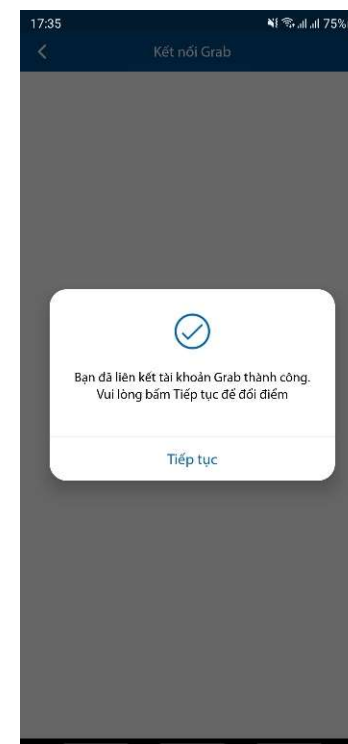 17:35 75%
Kết nối Grab
Bạn đã liên kết tài khoản Grab thành công.
Vui lòng bấm Tiếp tục để đổi điểm
Tiếp tục